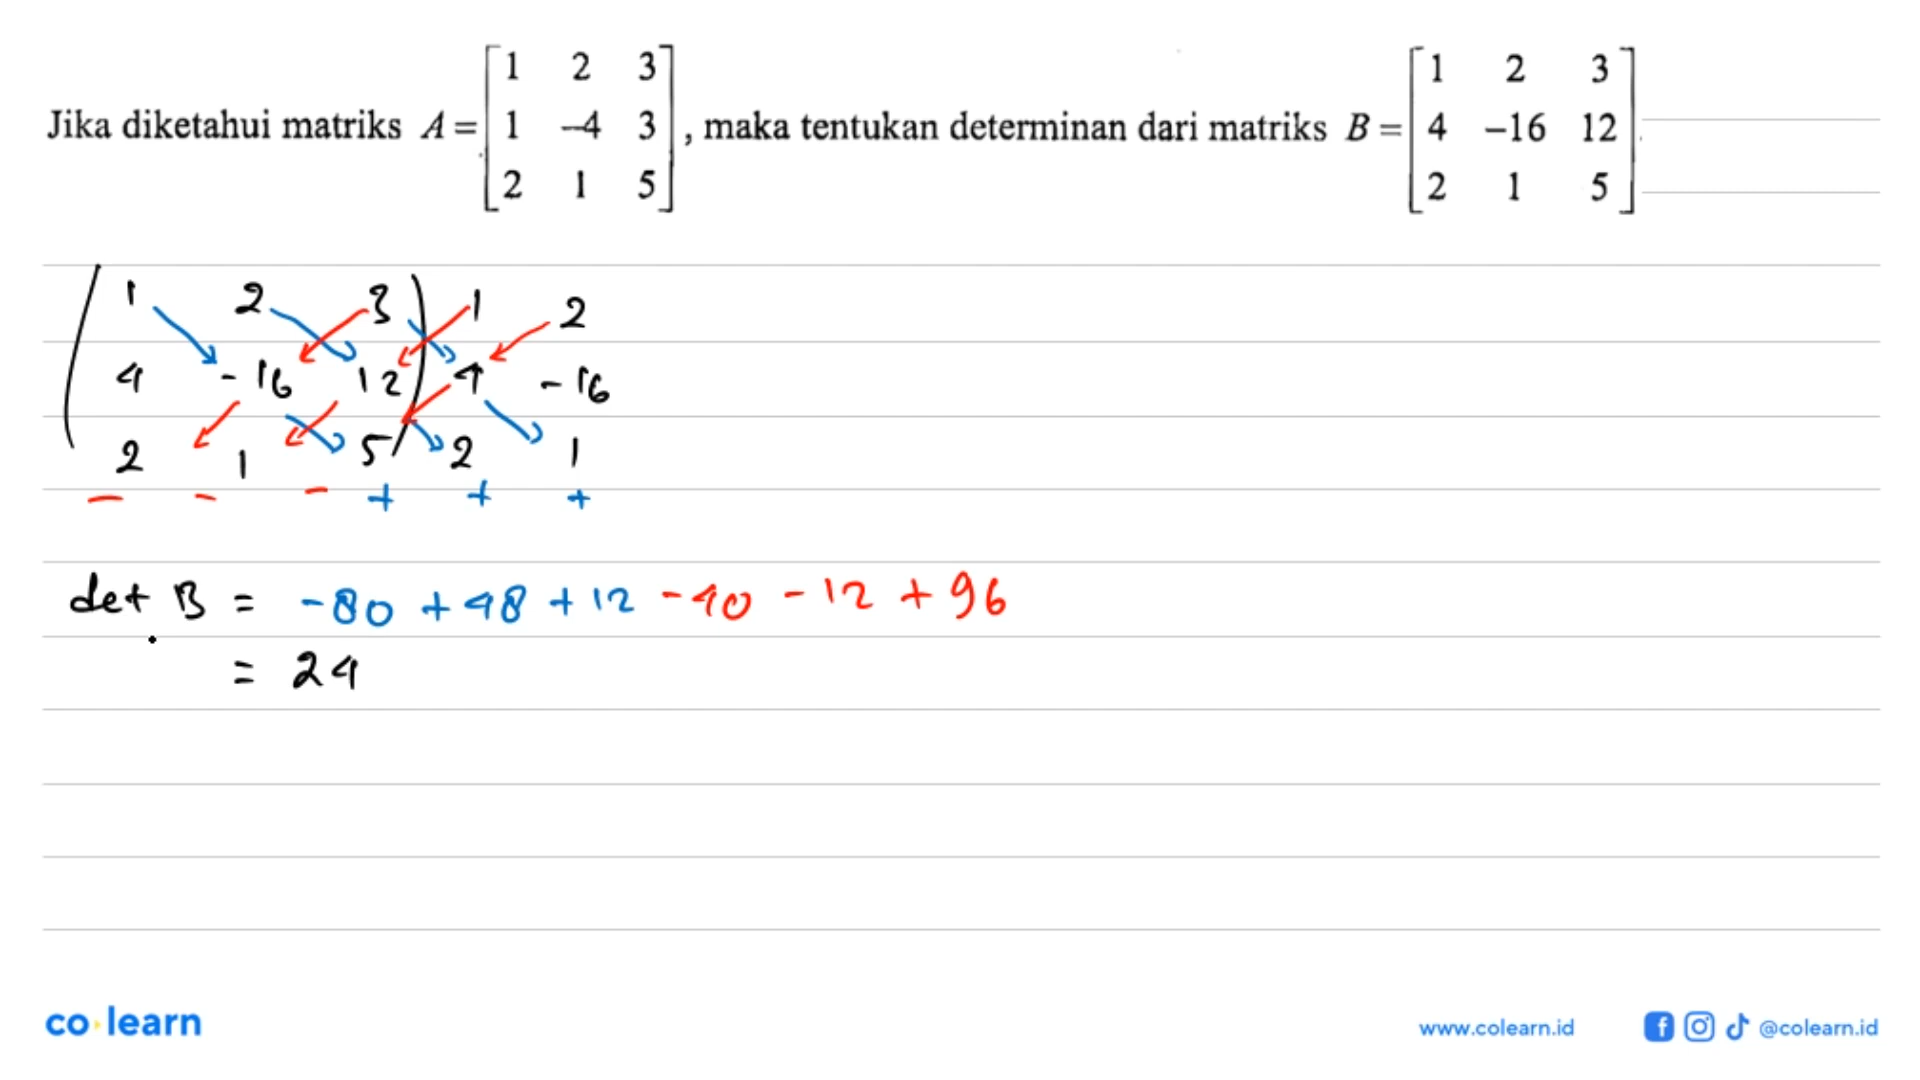 Jika diketahui matriks A = [1 2 3; 1 -4 3; 2 1 5], maka tentukan determinan dari matriks B = [1 2 3; 4 -16 12; 2 1 5]
1 2 3 1 2
4 -16 12 4 -16
2 1 5 2 1
- - - + + +
det B = -80 + 48 + 12 - 40 - 12 + 96
= 24
co learn
www.colearn.id
@colearn.id